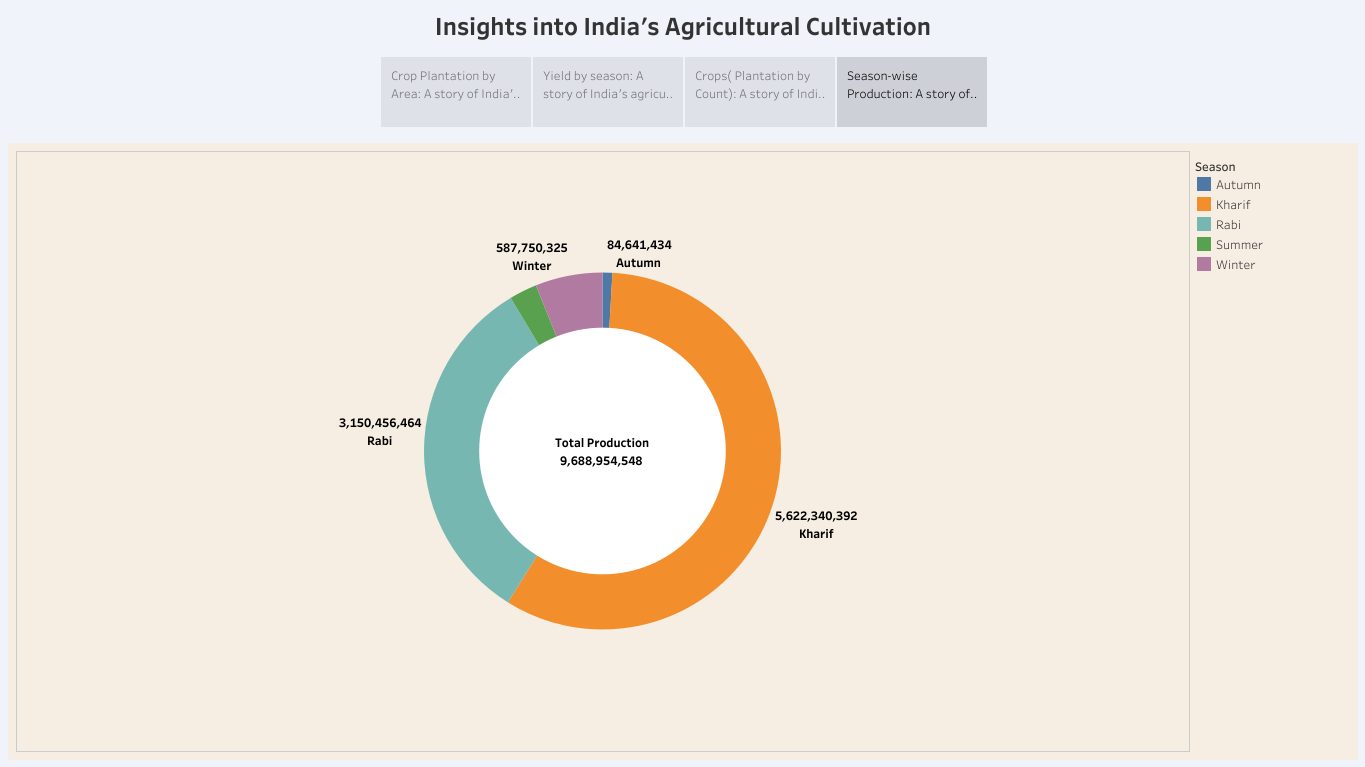 Insights into India's Agricultural Cultivation
Crop Plantation by
Area: A story of India'..
Yield by season: A
story of India's agricu..
Crops( Plantation by
Count): A story of Indi..
Season-wise
Production: A story of..
Season
Autumn
Kharif
Rabi
Summer
Winter
587,750,325
Winter
84,641,434
Autumn
3,150,456,464
Rabi
Total Production
9,688,954,548
5,622,340,392
Kharif